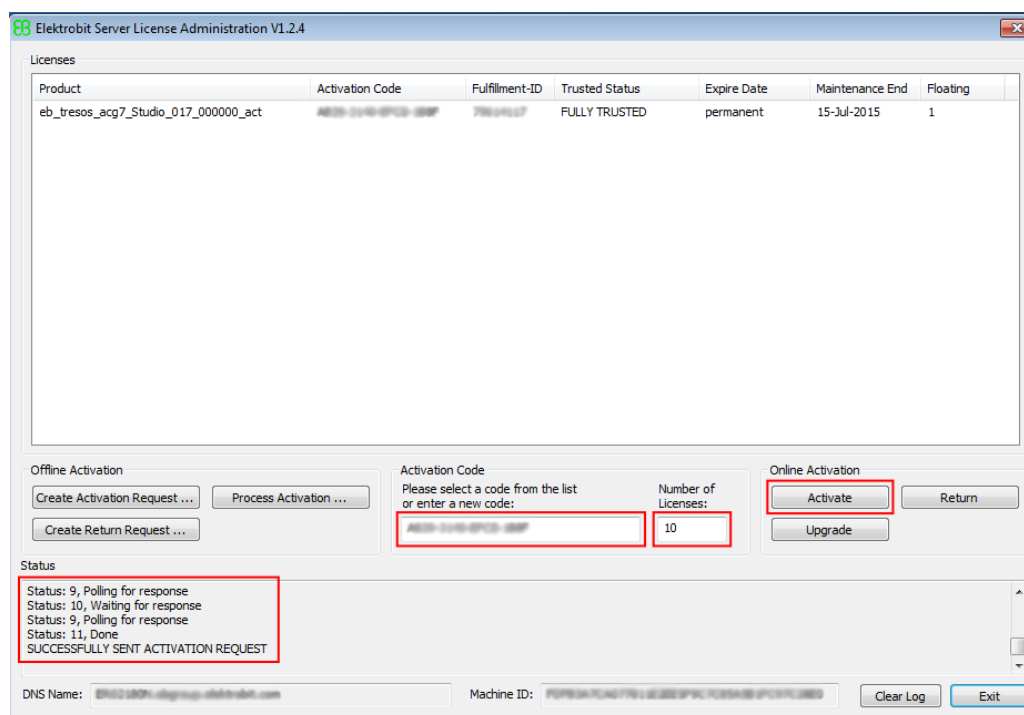 EB Elektrobit Server License Administration V1.2.4
Licenses
Product Activation Code Fulfillment-ID Trusted Status Expire Date Maintenance End Floating
eb_tresos_acg7_Studio_017_000000_act FULLY TRUSTED permanent 15-Jul-2015 1
Offline Activation
Create Activation Request ... Process Activation ...
Create Return Request ...
Activation Code
Please select a code from the list
or enter a new code:
Number of
Licenses:
10
Online Activation
Activate Return
Upgrade
Status
Status: 9, Polling for response
Status: 10, Waiting for response
Status: 9, Polling for response
Status: 11, Done
SUCCESSFULLY SENT ACTIVATION REQUEST
DNS Name: Machine ID: Clear Log Exit